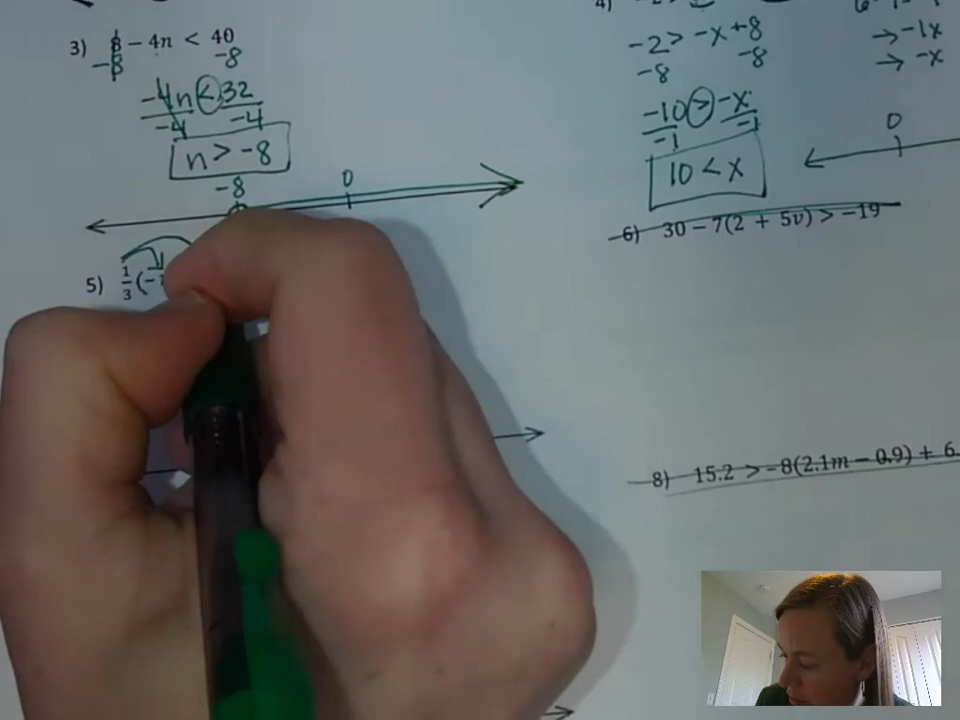 3) 8 − 4n < 40
−8 −8
−4n < 32
−4 −4
n > −8
−8 0
5) 1/3(−
4)
−2 > −x + 8
−8 −8
−10 > −x
−1 −1
10 < x
→ −1x
→ −x
0
6) 30 − 7(2 + 5v) > −19
8) 15.2 > −8(2.1m − 0.9) + 6.